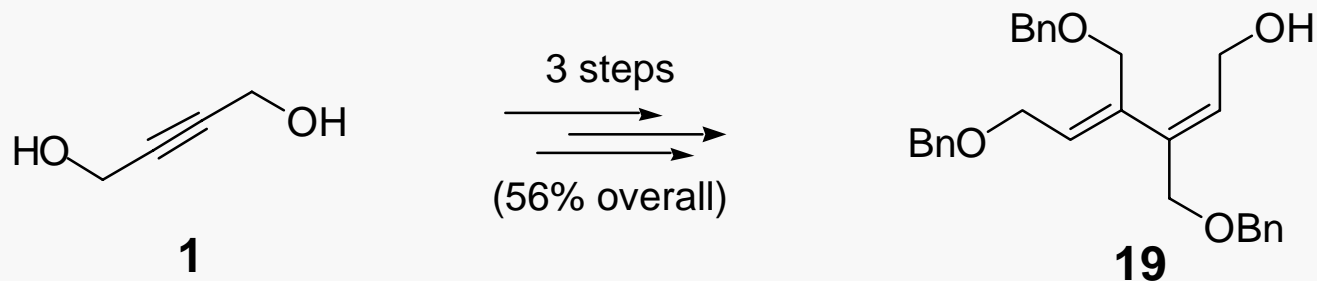 BnO
OH
3 steps
HO
OH
BnO
(56% overall)
OBn
1
19